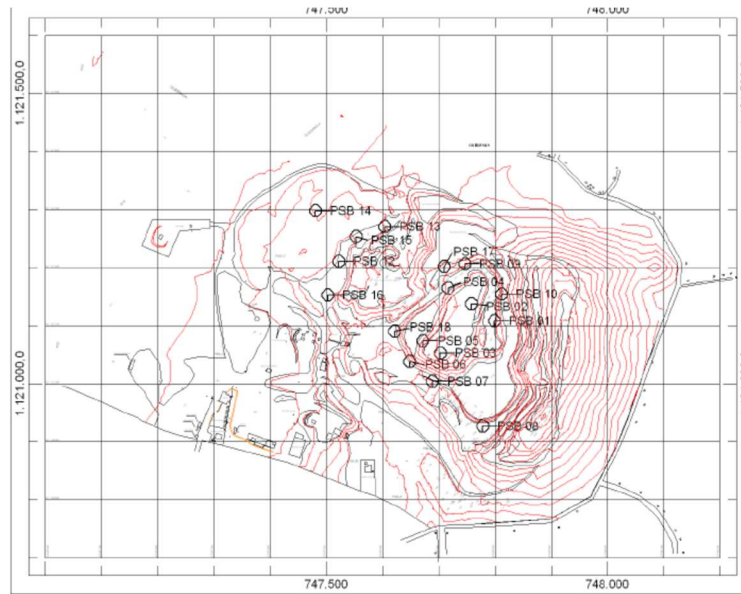 747.500
748.000
1.121.500,0
PSB 14
PSB 13
PSB 15
PSB 17
PSB 12
PSB 09
PSB 04
PSB 16
PSB 10
PSB 02
PSB 01
PSB 18
PSB 05
PSB 03
PSB 06
PSB 07
1.121.000,0
PSB 08
747.500
748.000